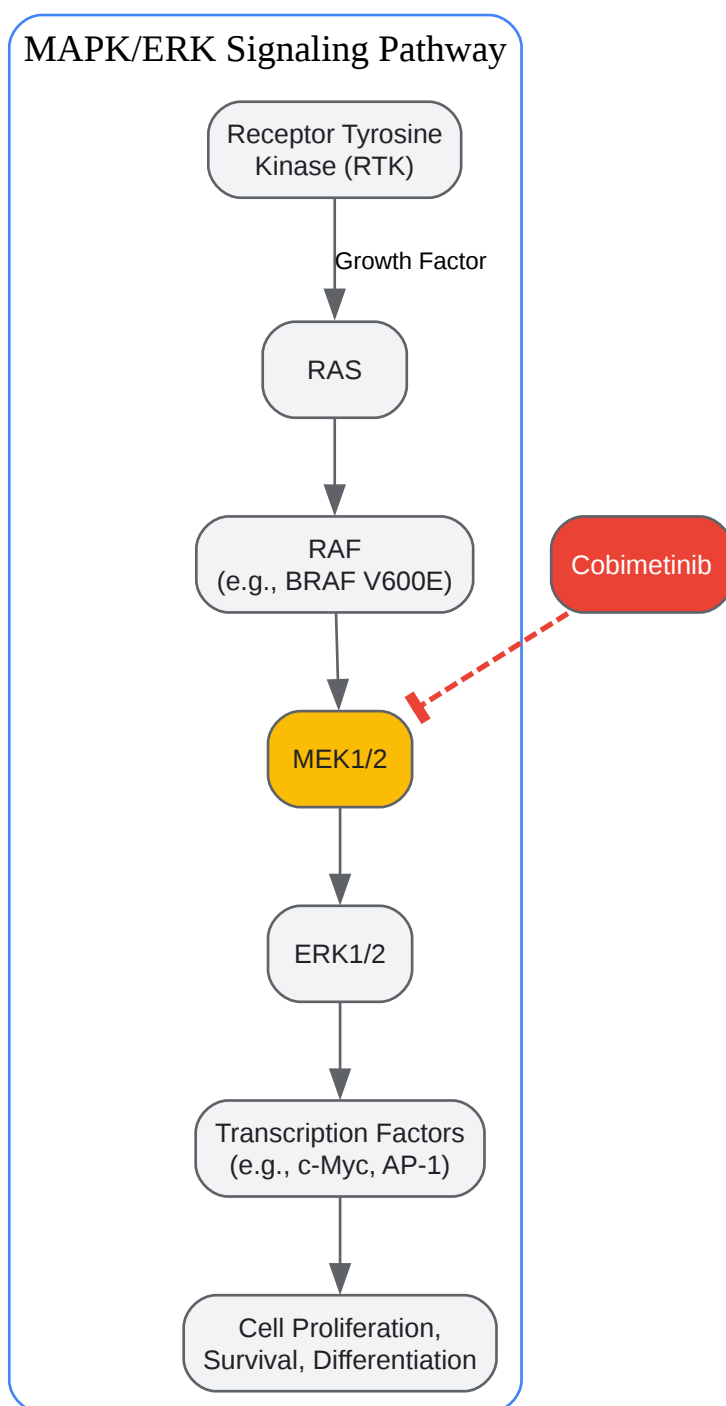 MAPK/ERK Signaling Pathway
Receptor Tyrosine
Kinase (RTK)
Growth Factor
RAS
RAF
(e.g., BRAF V600E)
Cobimetinib
MEK1/2
ERK1/2
Transcription Factors
(e.g., c-Myc, AP-1)
Cell Proliferation,
Survival, Differentiation